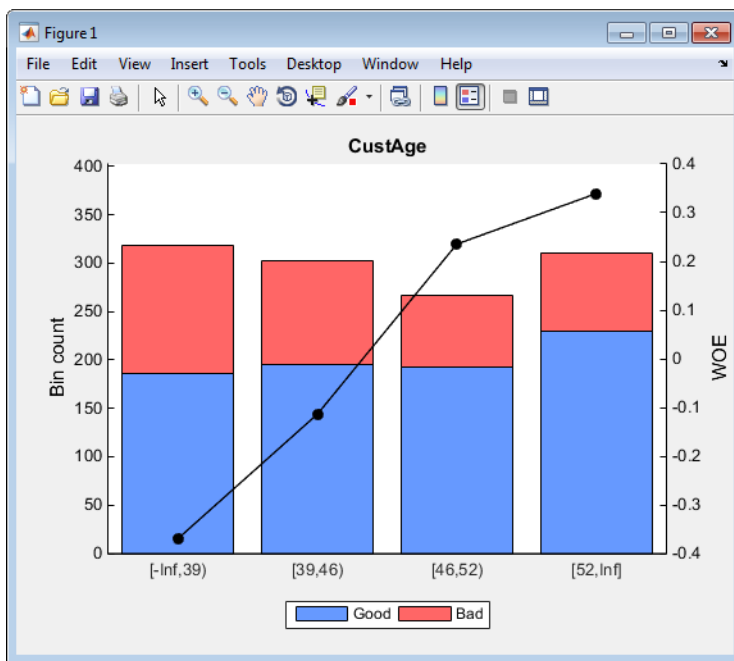 Figure 1
File Edit View Insert Tools Desktop Window Help
CustAge
400
350
300
250
200
150
100
50
0
Bin count
0.4
0.3
0.2
0.1
0
-0.1
-0.2
-0.3
-0.4
WOE
[-Inf,39) [39,46) [46,52) [52,Inf]
Good Bad